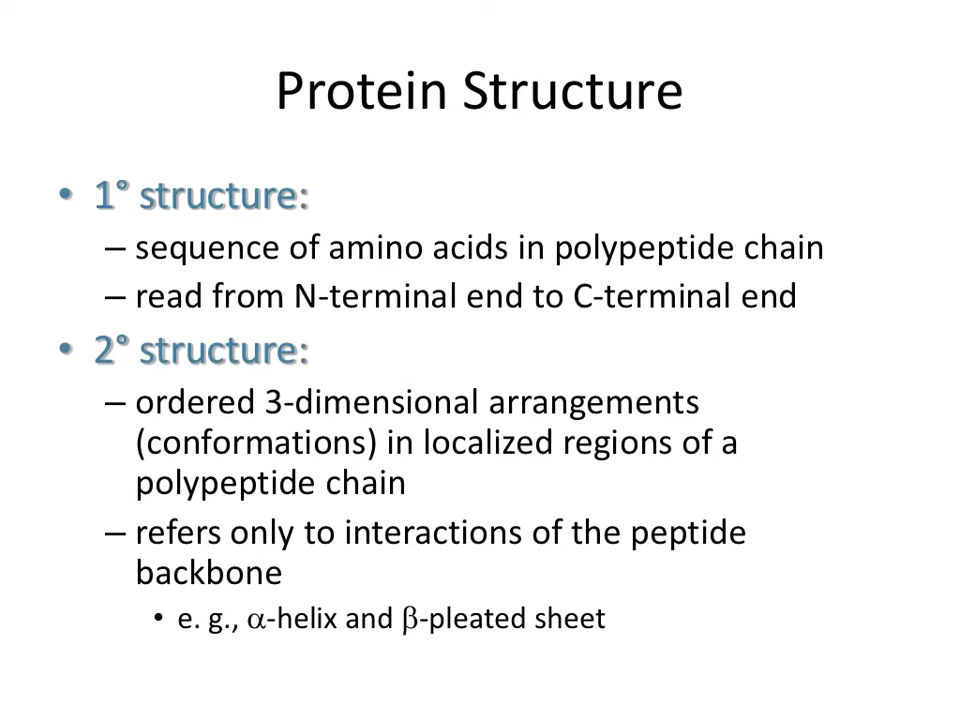 Protein Structure
• 1° structure:
– sequence of amino acids in polypeptide chain
– read from N-terminal end to C-terminal end
• 2° structure:
– ordered 3-dimensional arrangements
(conformations) in localized regions of a
polypeptide chain
– refers only to interactions of the peptide
backbone
• e. g., α-helix and β-pleated sheet